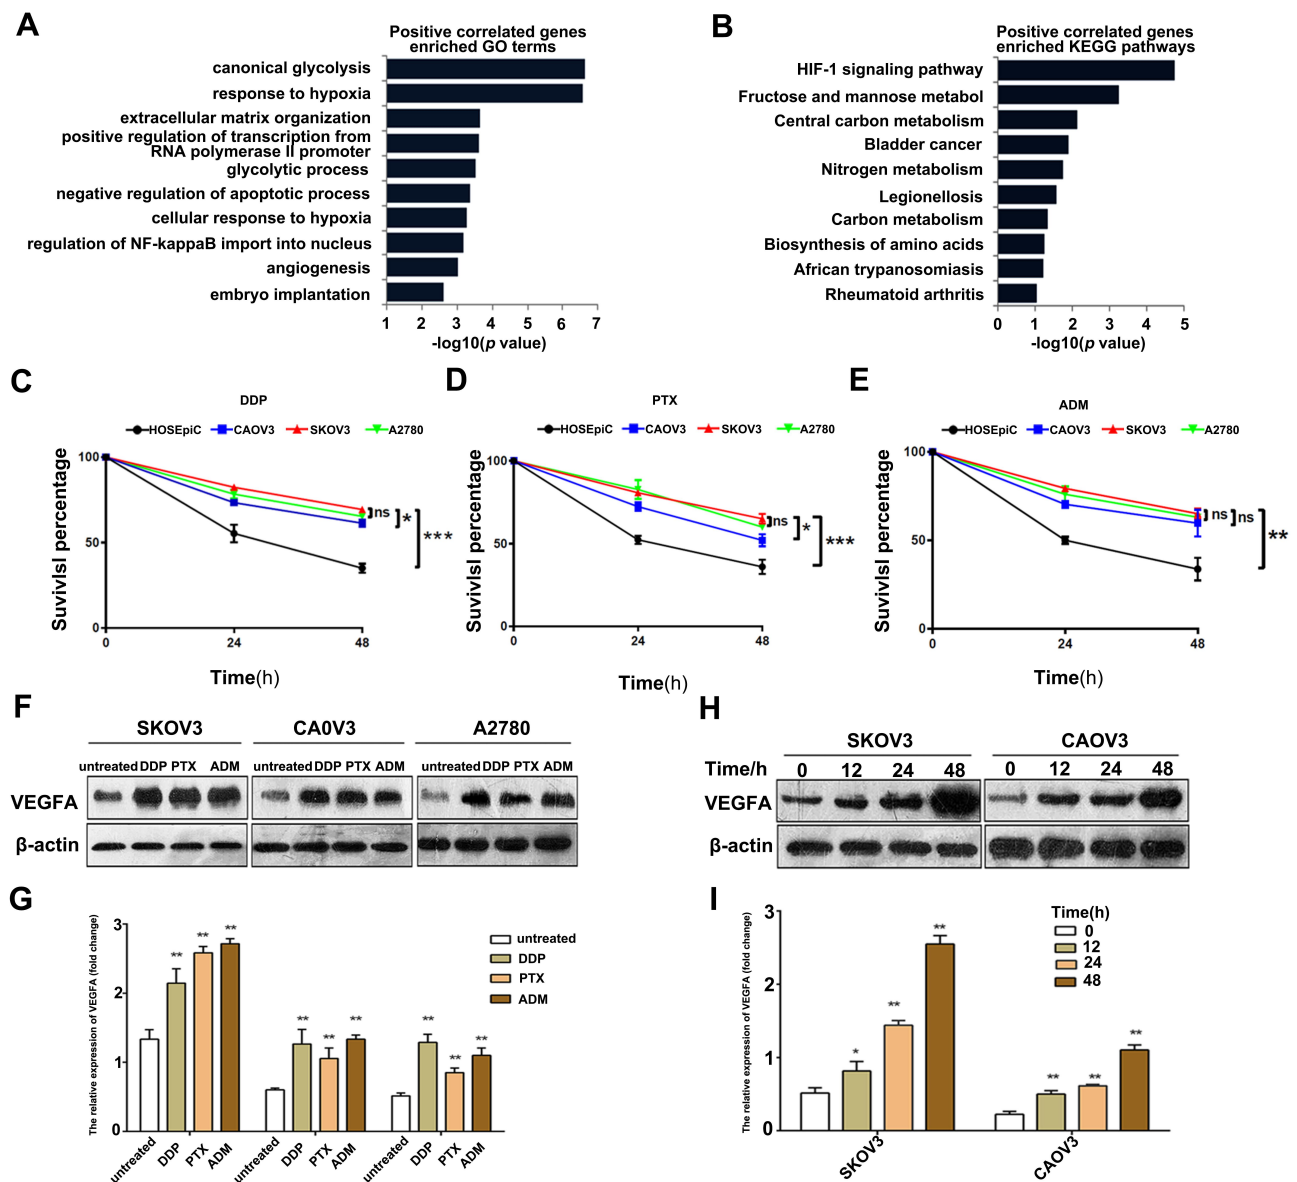 A
Positive correlated genes
enriched GO terms
canonical glycolysis
response to hypoxia
extracellular matrix organization
positive regulation of transcription from
RNA polymerase II promoter
glycolytic process
negative regulation of apoptotic process
cellular response to hypoxia
regulation of NF-kappaB import into nucleus
angiogenesis
embryo implantation
1 2 3 4 5 6 7
-log10(p value)
B
Positive correlated genes
enriched KEGG pathways
HIF-1 signaling pathway
Fructose and mannose metabol
Central carbon metabolism
Bladder cancer
Nitrogen metabolism
Legionellosis
Carbon metabolism
Biosynthesis of amino acids
African trypanosomiasis
Rheumatoid arthritis
0 1 2 3 4 5
-log10(p value)
C
DDP
HOSEpiC CAOV3 SKOV3 A2780
Suvivlsl percentage
100
50
0
0 24 48
ns * ***
Time(h)
D
PTX
HOSEpiC CAOV3 SKOV3 A2780
Suvivlsl percentage
100
50
0
0 24 48
ns * ***
Time(h)
E
ADM
HOSEpiC CAOV3 SKOV3 A2780
Suvivlsl percentage
100
50
0
0 24 48
ns ns **
Time(h)
F
SKOV3 CA0V3 A2780
untreated DDP PTX ADM untreated DDP PTX ADM untreated DDP PTX ADM
VEGFA
β-actin
H
SKOV3 CAOV3
Time/h 0 12 24 48 0 12 24 48
VEGFA
β-actin
G
The relative expression of VEGFA (fold change)
3
2
1
0
** ** **
** ** **
** ** **
untreated
DDP
PTX
ADM
untreated DDP PTX ADM untreated DDP PTX ADM untreated DDP PTX ADM
I
The relative expression of VEGFA (fold change)
3
2
1
0
* ** **
** ** **
Time(h)
0
12
24
48
SKOV3 CAOV3